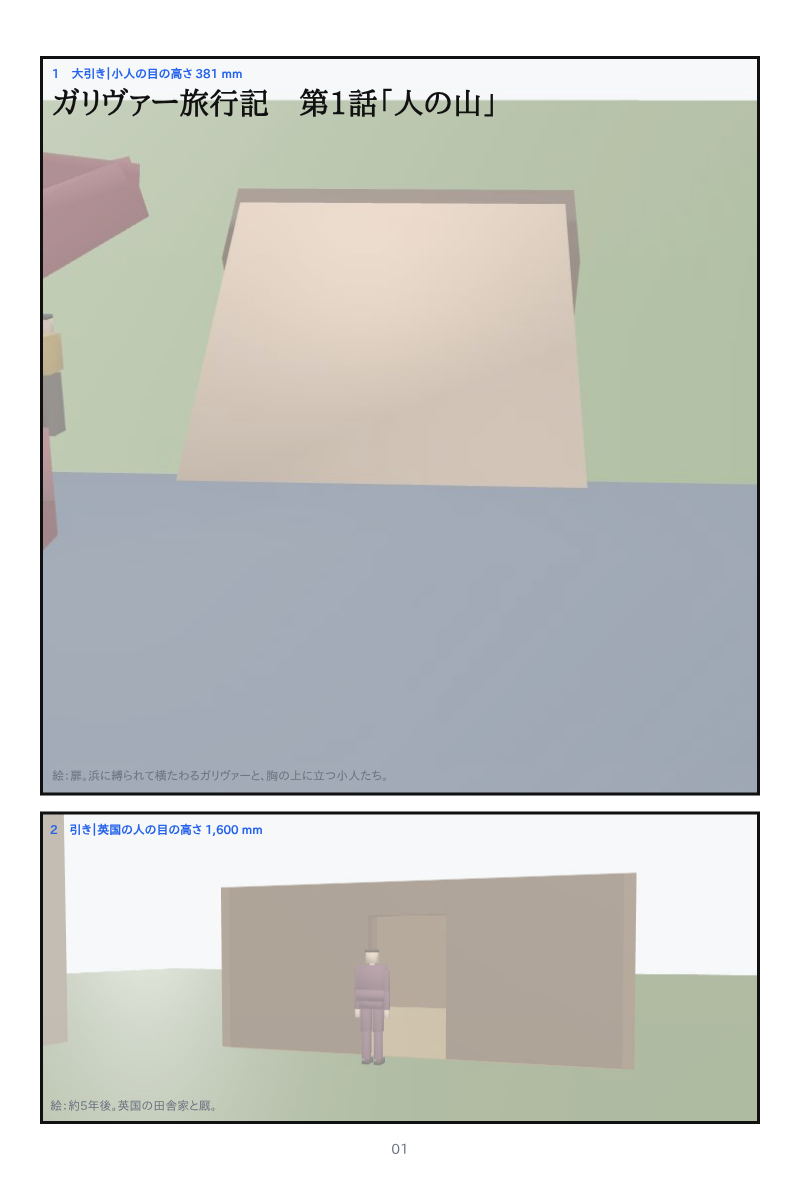 1 大引き|小人の目の高さ 381 mm
ガリヴァー旅行記 第1話「人の山」
絵:扉。浜に縛られて横たわるガリヴァーと、胸の上に立つ小人たち。
2 引き|英国の人の目の高さ 1,600 mm
絵:約5年後。英国の田舎家と厩。
01